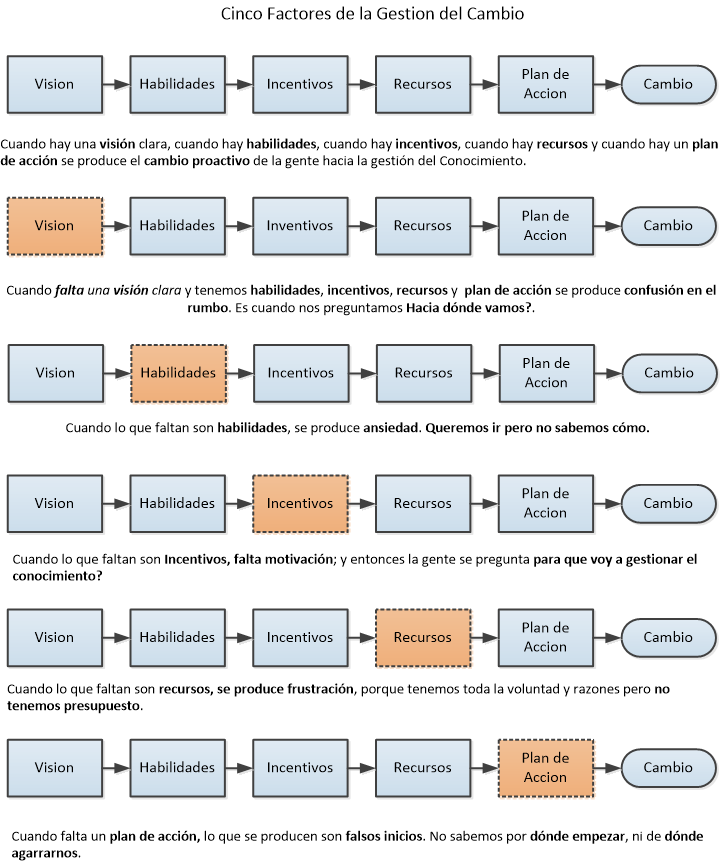 Cinco Factores de la Gestion del Cambio
Vision
Habilidades
Incentivos
Recursos
Plan de
Accion
Cambio
Cuando hay una visión clara, cuando hay habilidades, cuando hay incentivos, cuando hay recursos y cuando hay un plan
de acción se produce el cambio proactivo de la gente hacia la gestión del Conocimiento.
Vision
Habilidades
Inventivos
Recursos
Plan de
Accion
Cambio
Cuando falta una visión clara y tenemos habilidades, incentivos, recursos y plan de acción se produce confusión en el
rumbo. Es cuando nos preguntamos Hacia dónde vamos?.
Vision
Habilidades
Incentivos
Recursos
Plan de
Accion
Cambio
Cuando lo que faltan son habilidades, se produce ansiedad. Queremos ir pero no sabemos cómo.
Vision
Habilidades
Incentivos
Recursos
Plan de
Accion
Cambio
Cuando lo que faltan son Incentivos, falta motivación; y entonces la gente se pregunta para que voy a gestionar el
conocimiento?
Vision
Habilidades
Incentivos
Recursos
Plan de
Accion
Cambio
Cuando lo que faltan son recursos, se produce frustración, porque tenemos toda la voluntad y razones pero no
tenemos presupuesto.
Vision
Habilidades
Incentivos
Recursos
Plan de
Accion
Cambio
Cuando falta un plan de acción, lo que se producen son falsos inicios. No sabemos por dónde empezar, ni de dónde
agarrarnos.